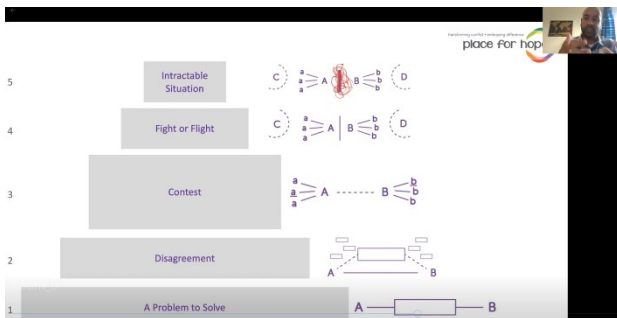 transforming conflict • embracing difference
place for hope
5
Intractable
Situation
C
a
a
a
A
B
b
b
b
D
4
Fight or Flight
C
a
a
a
A
B
b
b
b
D
3
Contest
a
a
a
A
B
b
b
b
2
Disagreement
A
B
1
A Problem to Solve
A
B